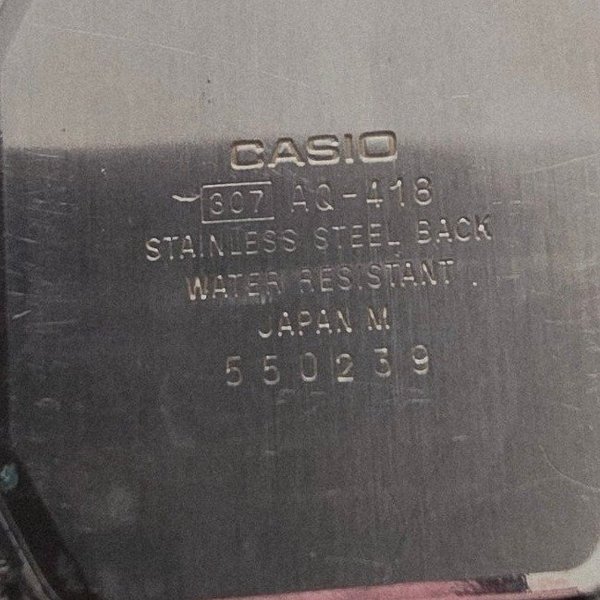 CASIO
307 AQ-418
STAINLESS STEEL BACK
WATER RESISTANT
JAPAN M
550239